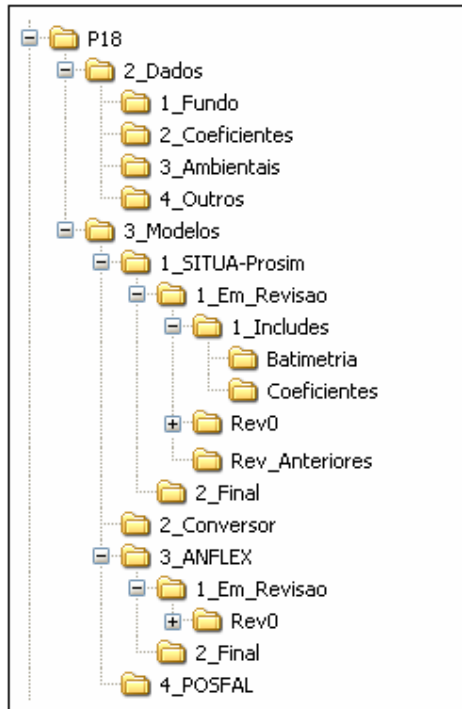 P18
2_Dados
1_Fundo
2_Coeficientes
3_Ambientais
4_Outros
3_Modelos
1_SITUA-Prosim
1_Em_Revisao
1_Includes
Batimetria
Coeficientes
Rev0
Rev_Anteriores
2_Final
2_Conversor
3_ANFLEX
1_Em_Revisao
Rev0
2_Final
4_POSFAL